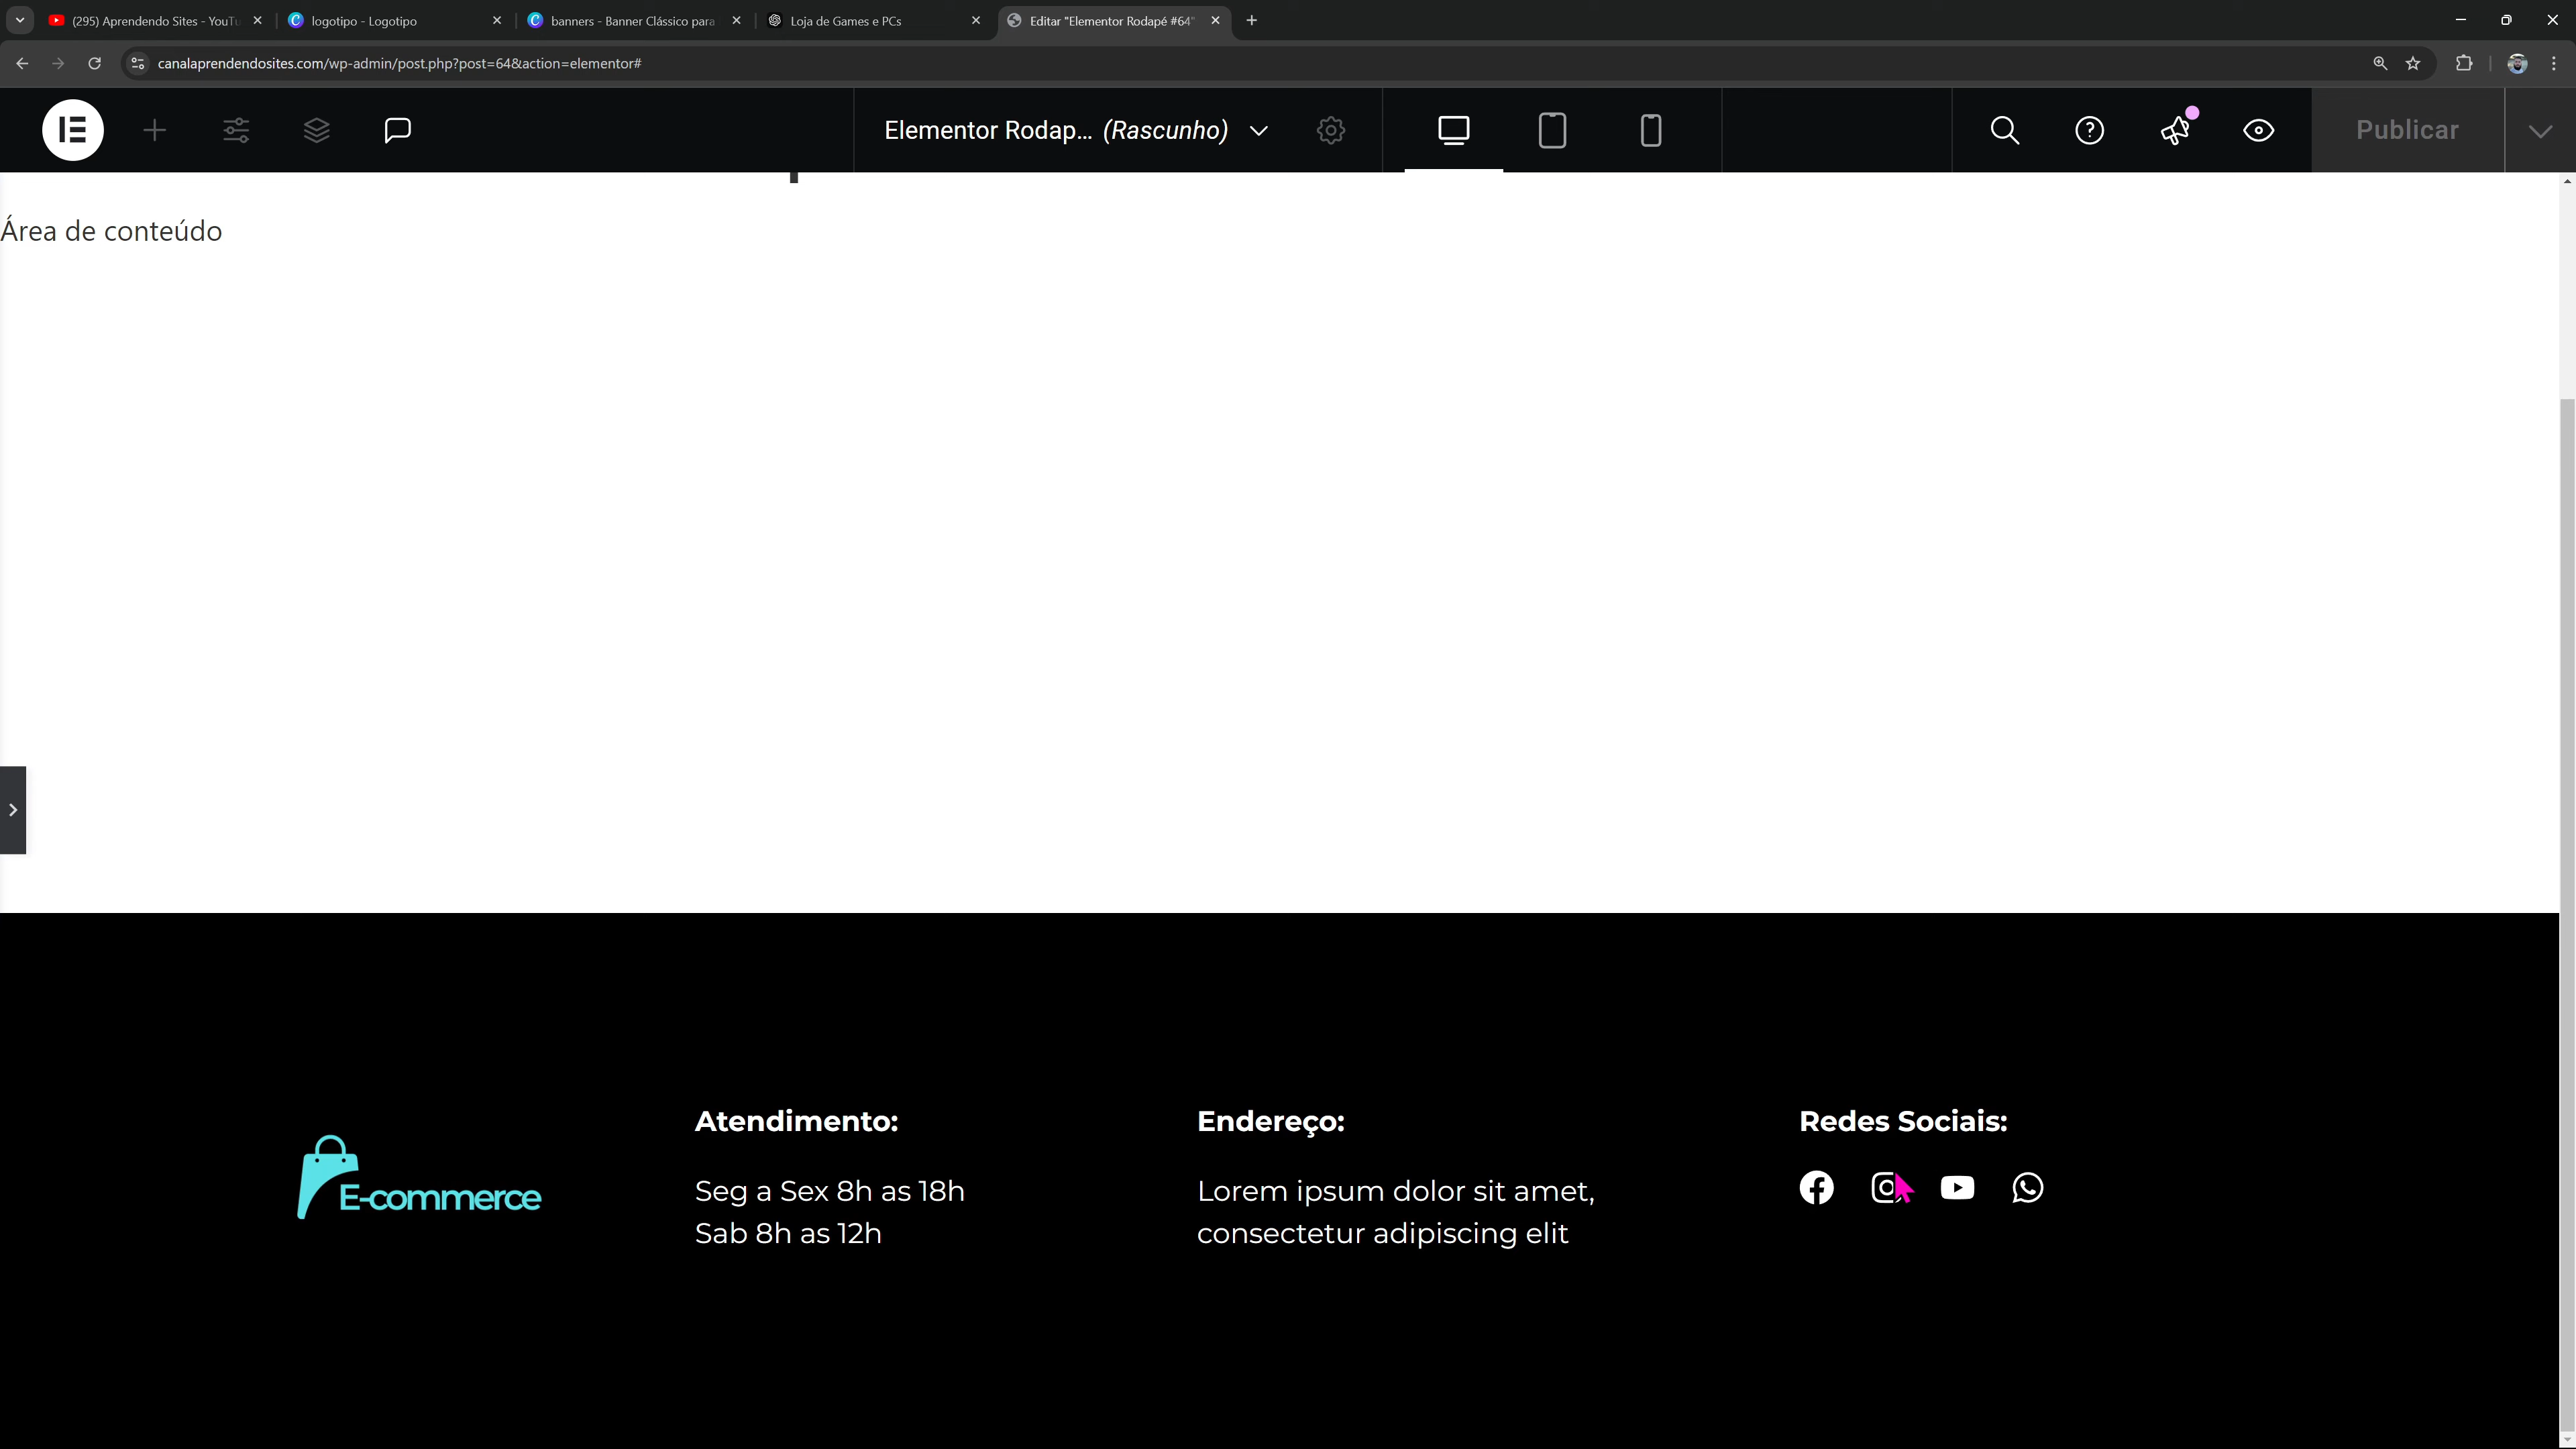 (295) Aprendendo Sites - YouTu
logotipo - Logotipo
banners - Banner Clássico para
Loja de Games e PCs
Editar "Elementor Rodapé #64"
canalaprendendosites.com/wp-admin/post.php?post=64&action=elementor#
Elementor Rodap... (Rascunho)
Publicar
Área de conteúdo
E-commerce
Atendimento:
Seg a Sex 8h as 18h
Sab 8h as 12h
Endereço:
Lorem ipsum dolor sit amet,
consectetur adipiscing elit
Redes Sociais: